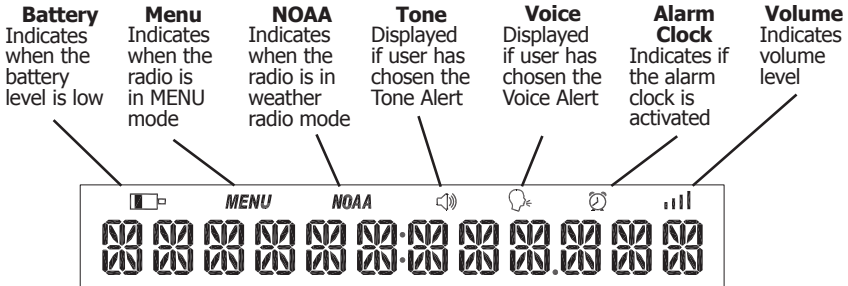 Battery
Indicates
when the
battery
level is low
Menu
Indicates
when the
radio is
in MENU
mode
NOAA
Indicates
when the
radio is in
weather
radio mode
Tone
Displayed
if user has
chosen the
Tone Alert
Voice
Displayed
if user has
chosen the
Voice Alert
Alarm
Clock
Indicates if
the alarm
clock is
activated
Volume
Indicates
volume
level
MENU NOAA